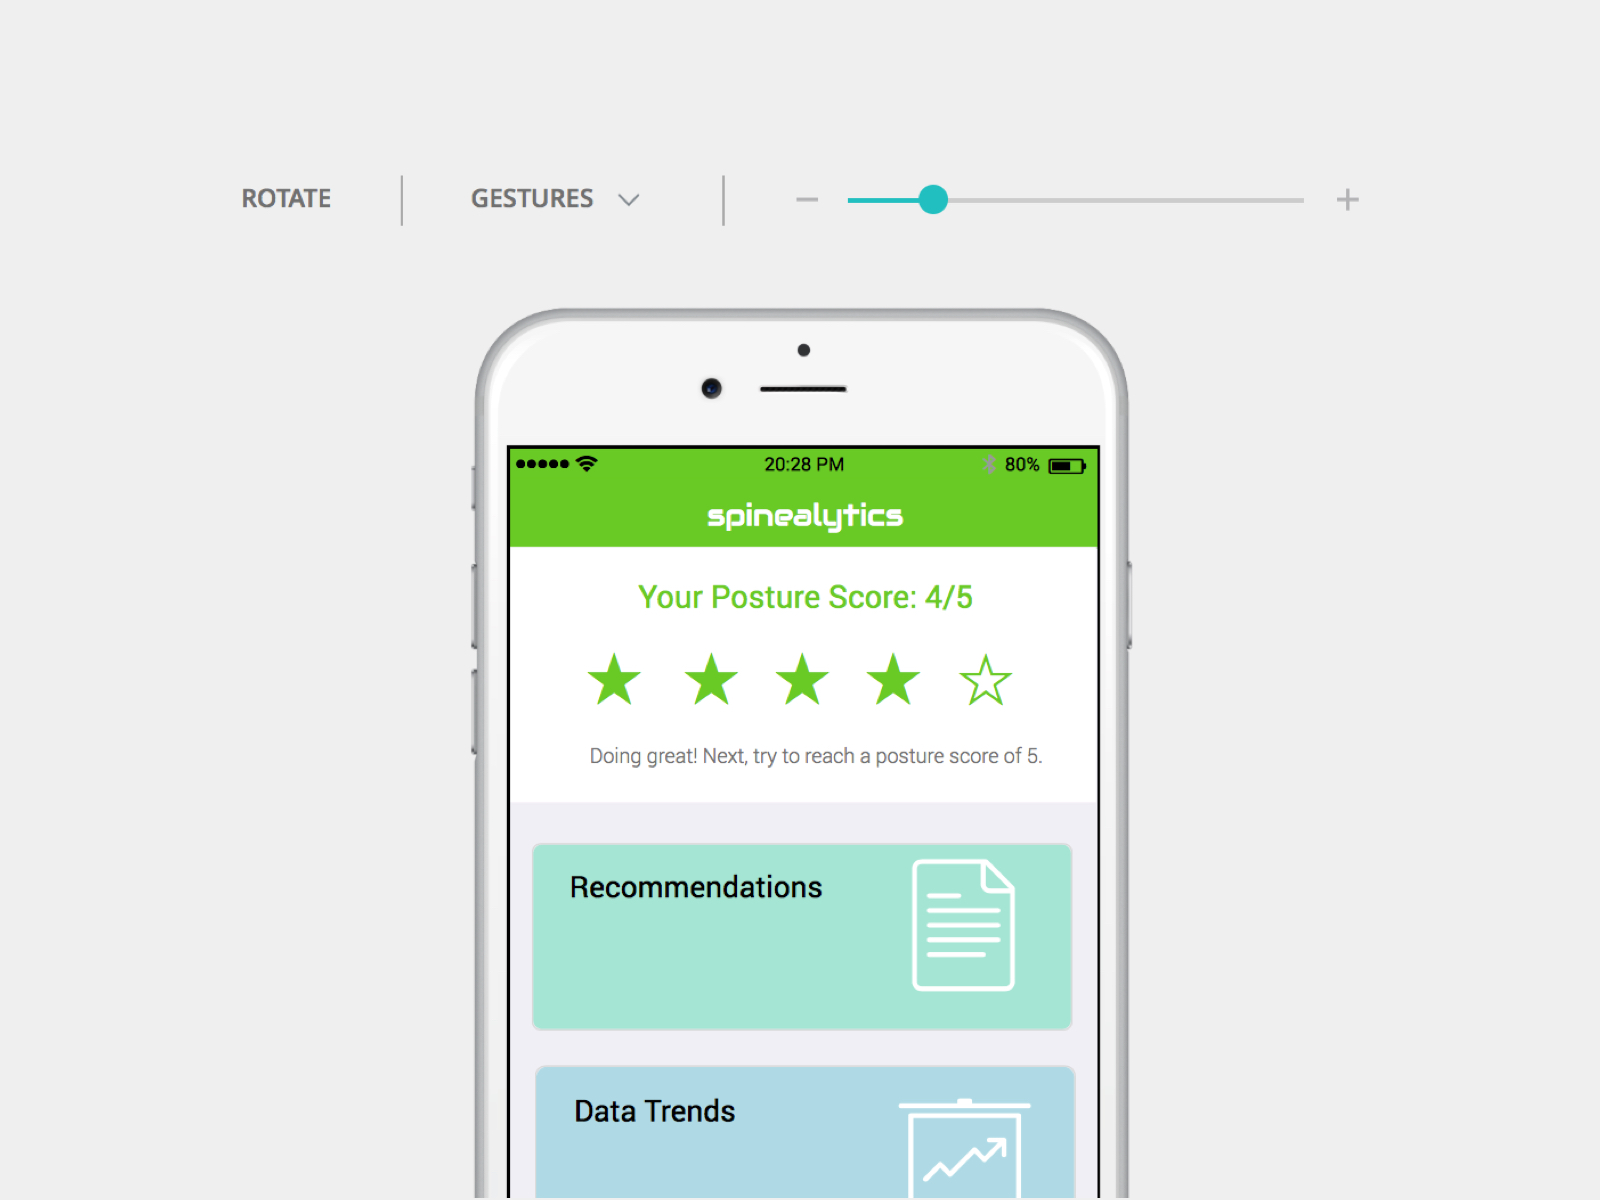 ROTATE
GESTURES
20:28 PM
80%
spinealytics
Your Posture Score: 4/5
Doing great! Next, try to reach a posture score of 5.
Recommendations
Data Trends